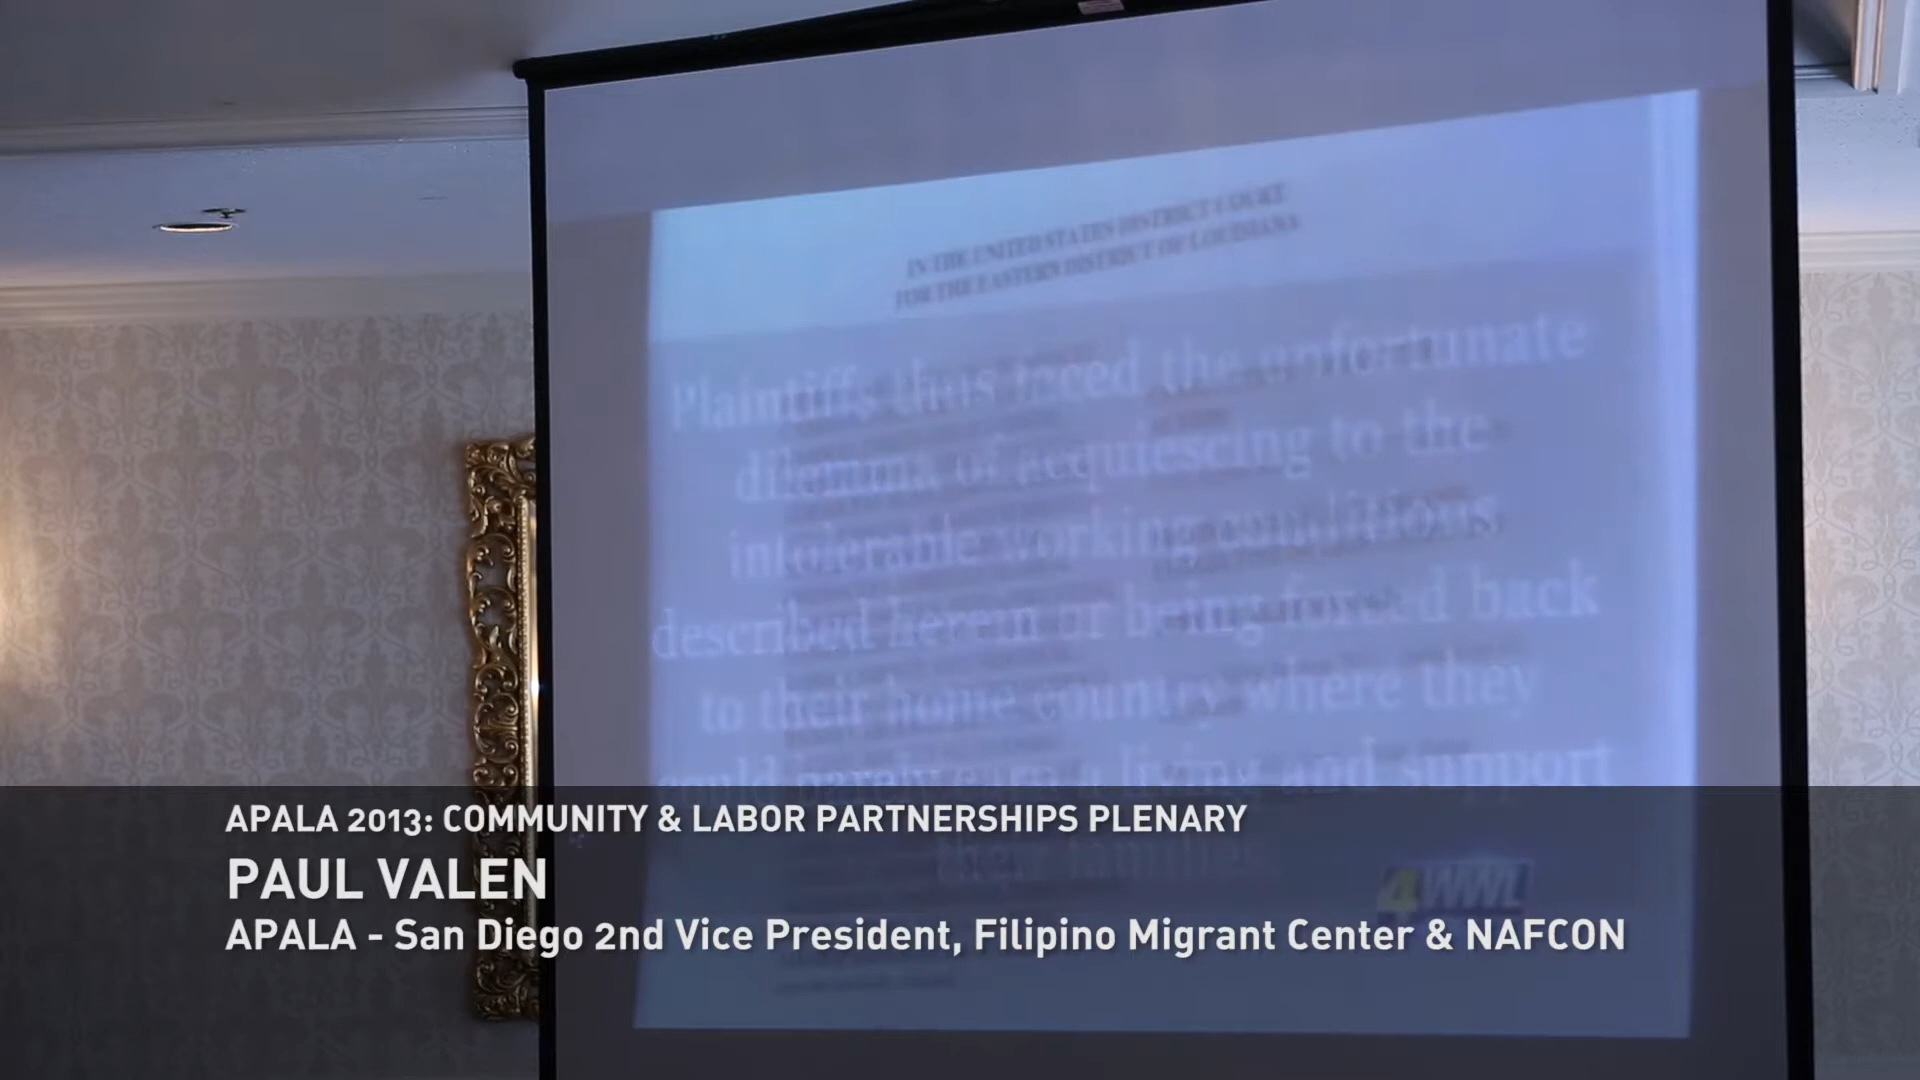 IN THE UNITED STATES DISTRICT COURT
FOR THE EASTERN DISTRICT OF LOUISIANA
Plaintiffs thus faced the unfortunate
dilemma of acquiescing to the
intolerable working conditions
described herein or being forced back
to their home country where they
could barely earn a living and support
their families
4WWL
APALA 2013: COMMUNITY & LABOR PARTNERSHIPS PLENARY
PAUL VALEN
APALA - San Diego 2nd Vice President, Filipino Migrant Center & NAFCON